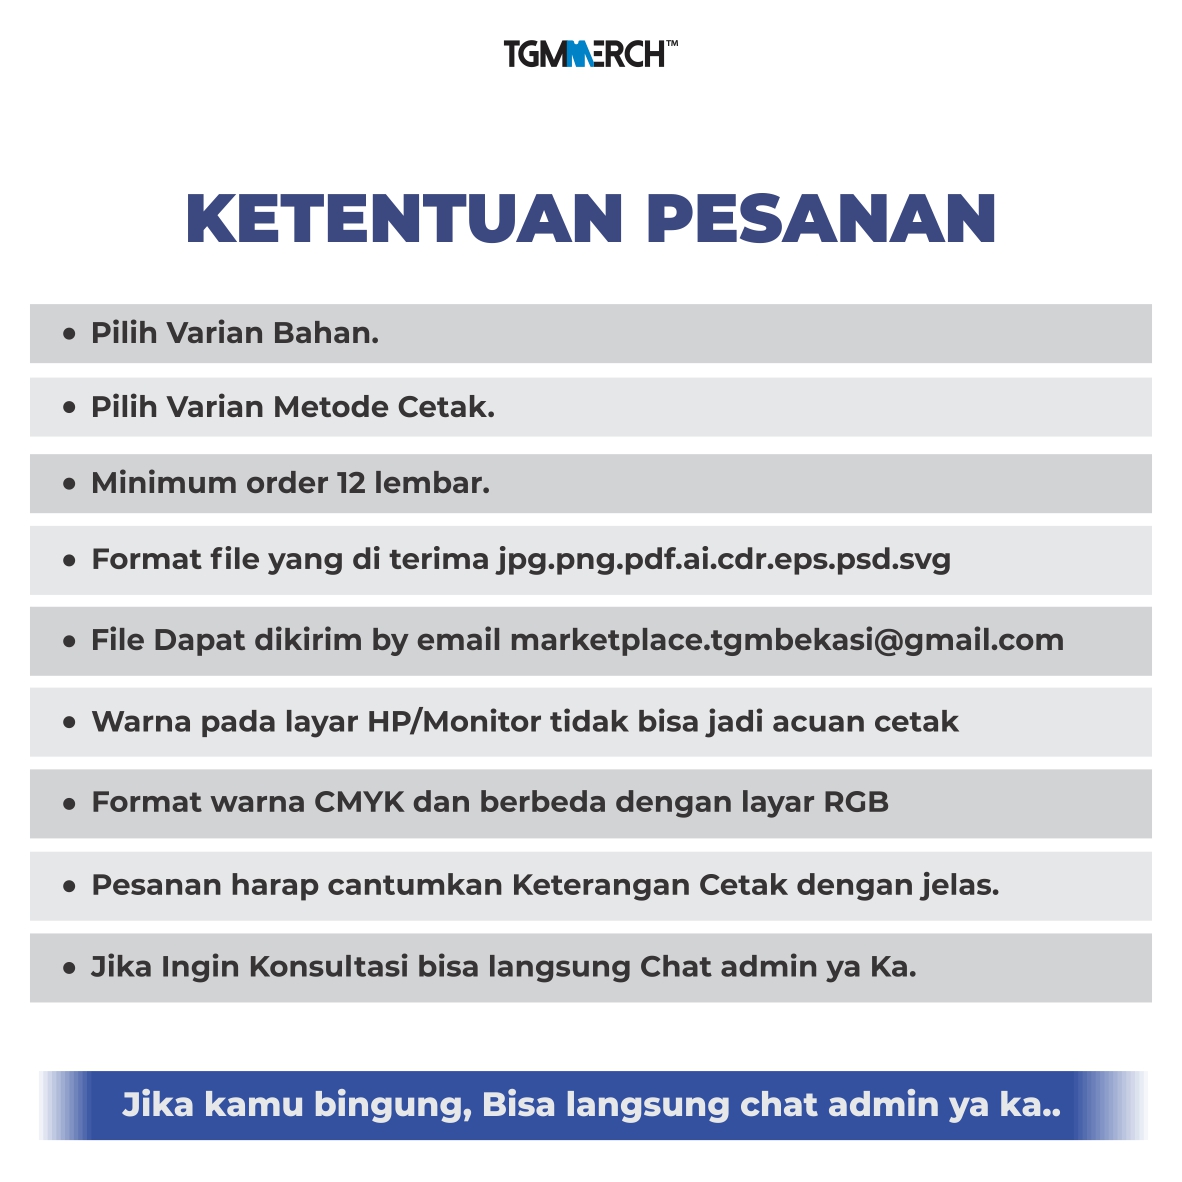 TGMMERCH™
KETENTUAN PESANAN
• Pilih Varian Bahan.
• Pilih Varian Metode Cetak.
• Minimum order 12 lembar.
• Format file yang di terima jpg.png.pdf.ai.cdr.eps.psd.svg
• File Dapat dikirim by email marketplace.tgmbekasi@gmail.com
• Warna pada layar HP/Monitor tidak bisa jadi acuan cetak
• Format warna CMYK dan berbeda dengan layar RGB
• Pesanan harap cantumkan Keterangan Cetak dengan jelas.
• Jika Ingin Konsultasi bisa langsung Chat admin ya Ka.
Jika kamu bingung, Bisa langsung chat admin ya ka..